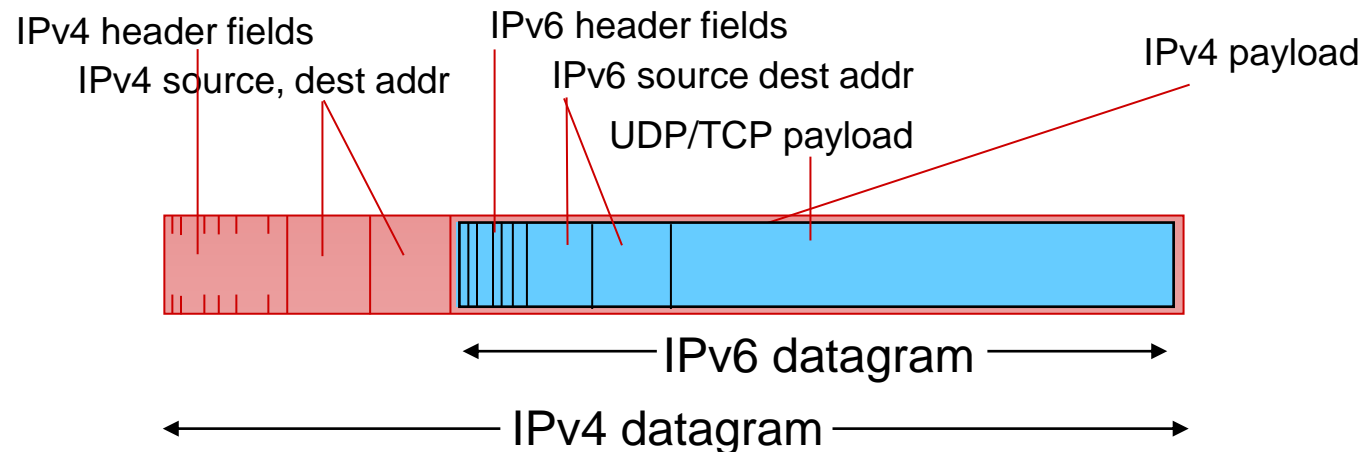 IPv4 header fields
IPv6 header fields
IPv4 payload
IPv4 source, dest addr
IPv6 source dest addr
UDP/TCP payload
IPv6 datagram
IPv4 datagram